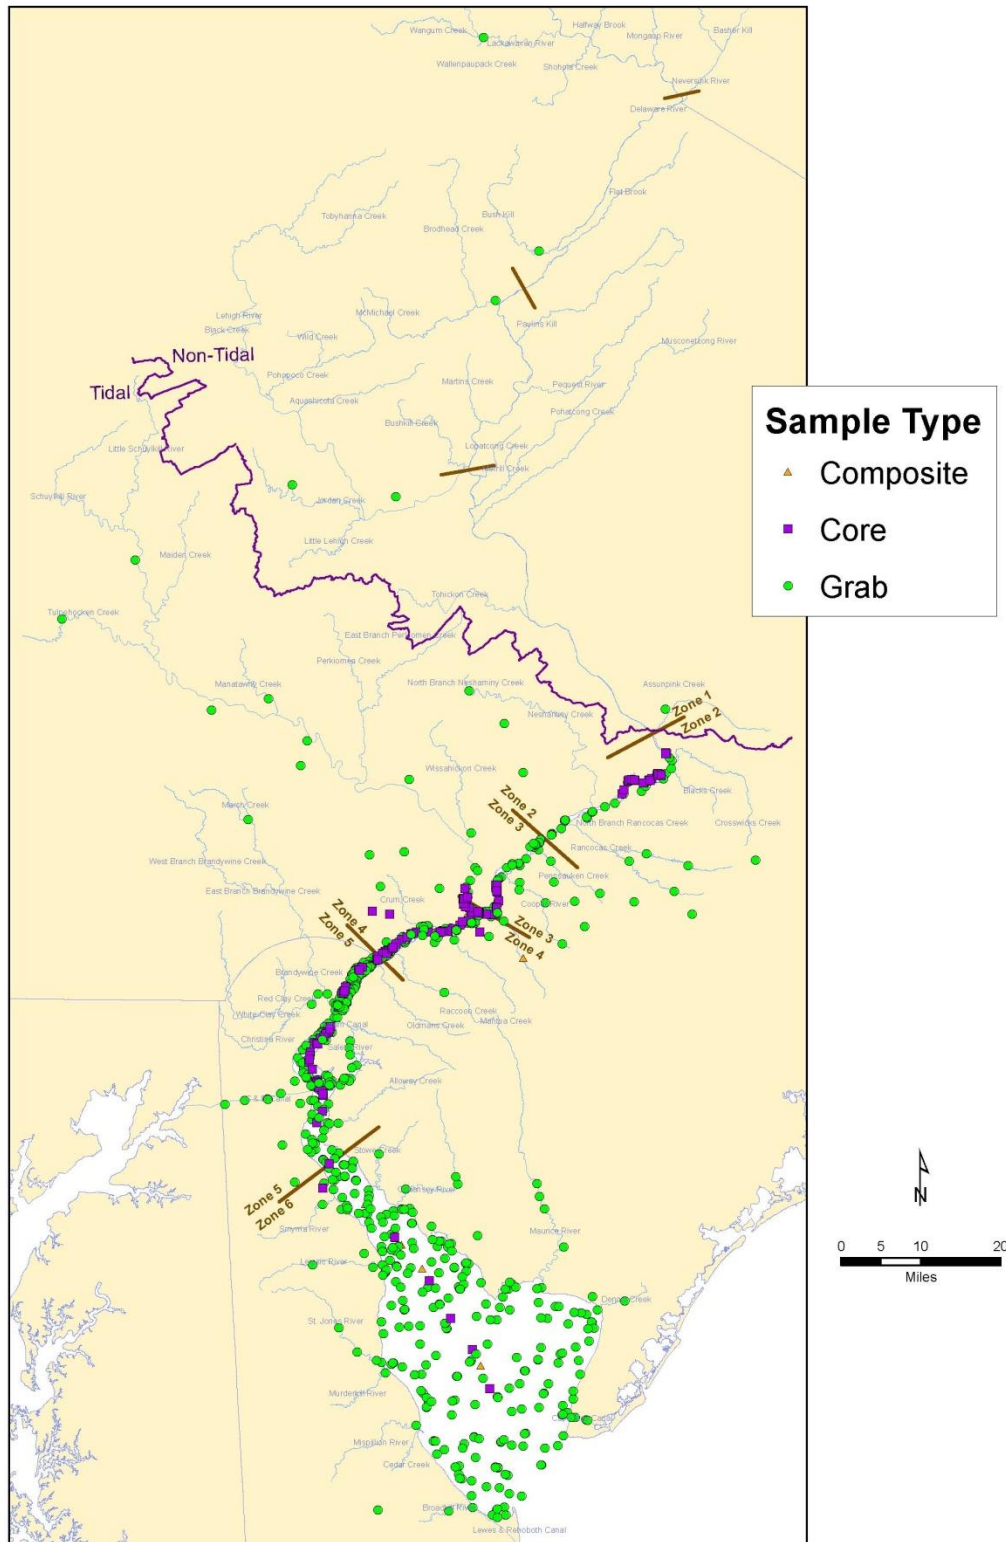 Wangum Creek
Lackawaxen River
Halfway Brook
Mongaup River
Basher Kill
Wallenpaupack Creek
Shohola Creek
Neversink River
Delaware River
Flat Brook
Tobyhanna Creek
Bush Kill
Brodhead Creek
Lehigh River
Black Creek
McMichael Creek
Wild Creek
Paulins Kill
Musconetcong River
Non-Tidal
Tidal
Pohopoco Creek
Aquashicola Creek
Martins Creek
Pequest River
Pohatcong Creek
Bushkill Creek
Lopatcong Creek
Merrill Creek
Little Schuylkill River
Schuylkill River
Jordan Creek
Maiden Creek
Little Lehigh Creek
Tulpehocken Creek
Tohickon Creek
East Branch Perkiomen Creek
Perkiomen Creek
North Branch Neshaminy Creek
Manatawny Creek
Assunpink Creek
Neshaminy Creek
Zone 1
Zone 2
Wissahickon Creek
Blacks Creek
Marsh Creek
Zone 2
Zone 3
North Branch Rancocas Creek
Crosswicks Creek
Rancocas Creek
West Branch Brandywine Creek
East Branch Brandywine Creek
Pennsauken Creek
Crum Creek
Cooper River
Zone 3
Zone 4
Zone 4
Zone 5
Brandywine Creek
Red Clay Creek
White Clay Creek
Christina River
Raccoon Creek
Mantua Creek
Oldmans Creek
Canal
Salem River
Alloway Creek
Stowe Creek
Zone 5
Zone 6
Cohansey River
Smyrna River
Maurice River
Leipsic River
Dennis Creek
St. Jones River
Murderkill River
Mispillion River
Cedar Creek
Broadkill River
Lewes & Rehoboth Canal
Sample Type
Composite
Core
Grab
N
0 5 10 20
Miles